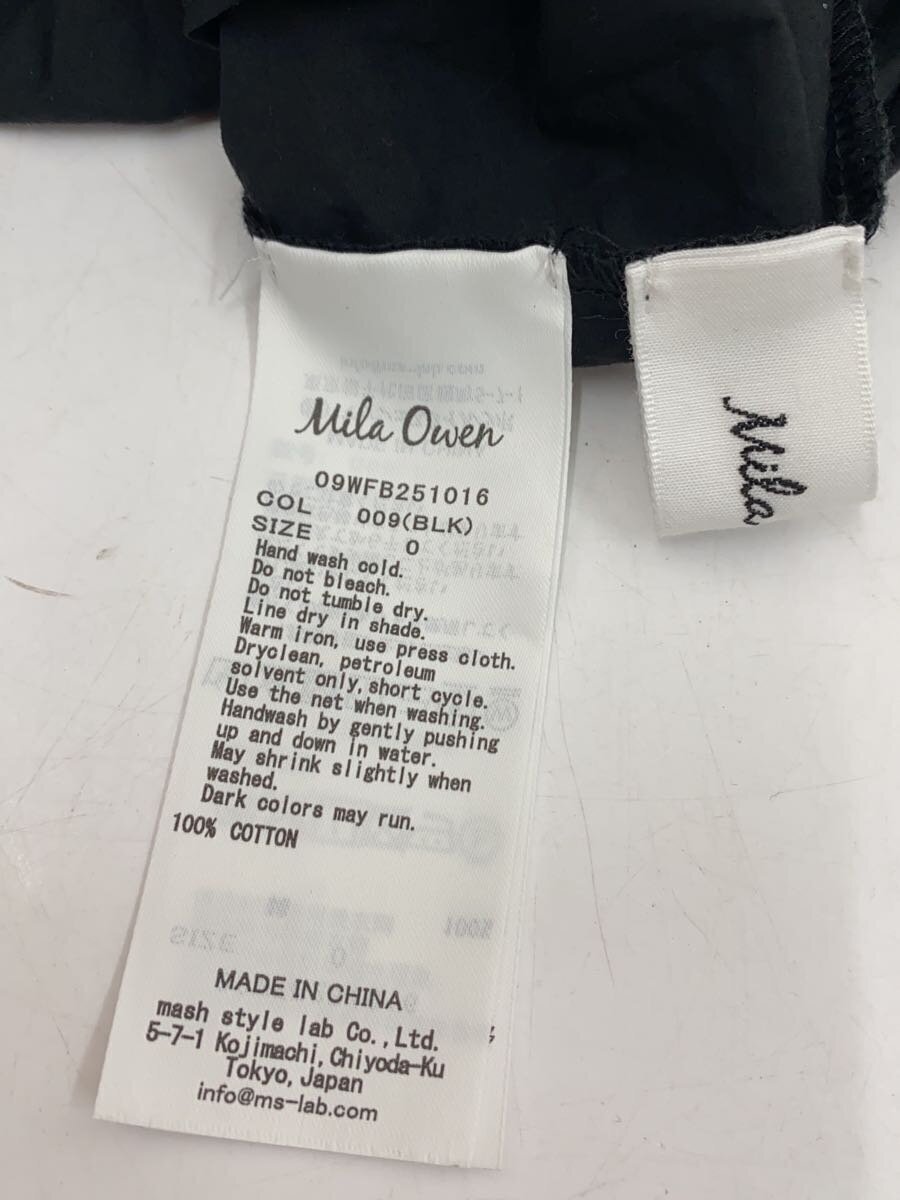 Mila Owen
09WFB251016
COL 009(BLK)
SIZE 0
Hand wash cold.
Do not bleach.
Do not tumble dry.
Line dry in shade.
Warm iron, use press cloth.
Dryclean, petroleum
solvent only, short cycle.
Use the net when washing.
Handwash by gently pushing
up and down in water.
May shrink slightly when
washed.
Dark colors may run.
100% COTTON
MADE IN CHINA
mash style lab Co.,Ltd.
5-7-1 Kojimachi,Chiyoda-Ku
Tokyo,Japan
info@ms-lab.com
Mila